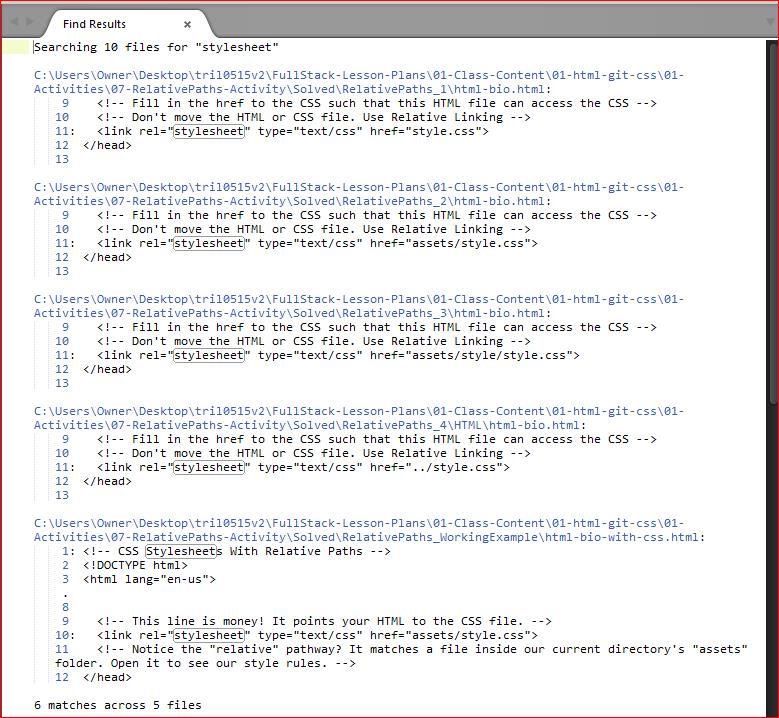 Find Results ×
Searching 10 files for "stylesheet"
C:\Users\Owner\Desktop\tril0515v2\FullStack-Lesson-Plans\01-Class-Content\01-html-git-css\01-
Activities\07-RelativePaths-Activity\Solved\RelativePaths_1\html-bio.html:
9 <!-- Fill in the href to the CSS such that this HTML file can access the CSS -->
10 <!-- Don't move the HTML or CSS file. Use Relative Linking -->
11: <link rel="stylesheet" type="text/css" href="style.css">
12 </head>
13
C:\Users\Owner\Desktop\tril0515v2\FullStack-Lesson-Plans\01-Class-Content\01-html-git-css\01-
Activities\07-RelativePaths-Activity\Solved\RelativePaths_2\html-bio.html:
9 <!-- Fill in the href to the CSS such that this HTML file can access the CSS -->
10 <!-- Don't move the HTML or CSS file. Use Relative Linking -->
11: <link rel="stylesheet" type="text/css" href="assets/style.css">
12 </head>
13
C:\Users\Owner\Desktop\tril0515v2\FullStack-Lesson-Plans\01-Class-Content\01-html-git-css\01-
Activities\07-RelativePaths-Activity\Solved\RelativePaths_3\html-bio.html:
9 <!-- Fill in the href to the CSS such that this HTML file can access the CSS -->
10 <!-- Don't move the HTML or CSS file. Use Relative Linking -->
11: <link rel="stylesheet" type="text/css" href="assets/style/style.css">
12 </head>
13
C:\Users\Owner\Desktop\tril0515v2\FullStack-Lesson-Plans\01-Class-Content\01-html-git-css\01-
Activities\07-RelativePaths-Activity\Solved\RelativePaths_4\HTML\html-bio.html:
9 <!-- Fill in the href to the CSS such that this HTML file can access the CSS -->
10 <!-- Don't move the HTML or CSS file. Use Relative Linking -->
11: <link rel="stylesheet" type="text/css" href="../style.css">
12 </head>
13
C:\Users\Owner\Desktop\tril0515v2\FullStack-Lesson-Plans\01-Class-Content\01-html-git-css\01-
Activities\07-RelativePaths-Activity\Solved\RelativePaths_WorkingExample\html-bio-with-css.html:
1: <!-- CSS Stylesheets With Relative Paths -->
2 <!DOCTYPE html>
3 <html lang="en-us">
.
8
9 <!-- This line is money! It points your HTML to the CSS file. -->
10: <link rel="stylesheet" type="text/css" href="assets/style.css">
11 <!-- Notice the "relative" pathway? It matches a file inside our current directory's "assets"
folder. Open it to see our style rules. -->
12 </head>
6 matches across 5 files